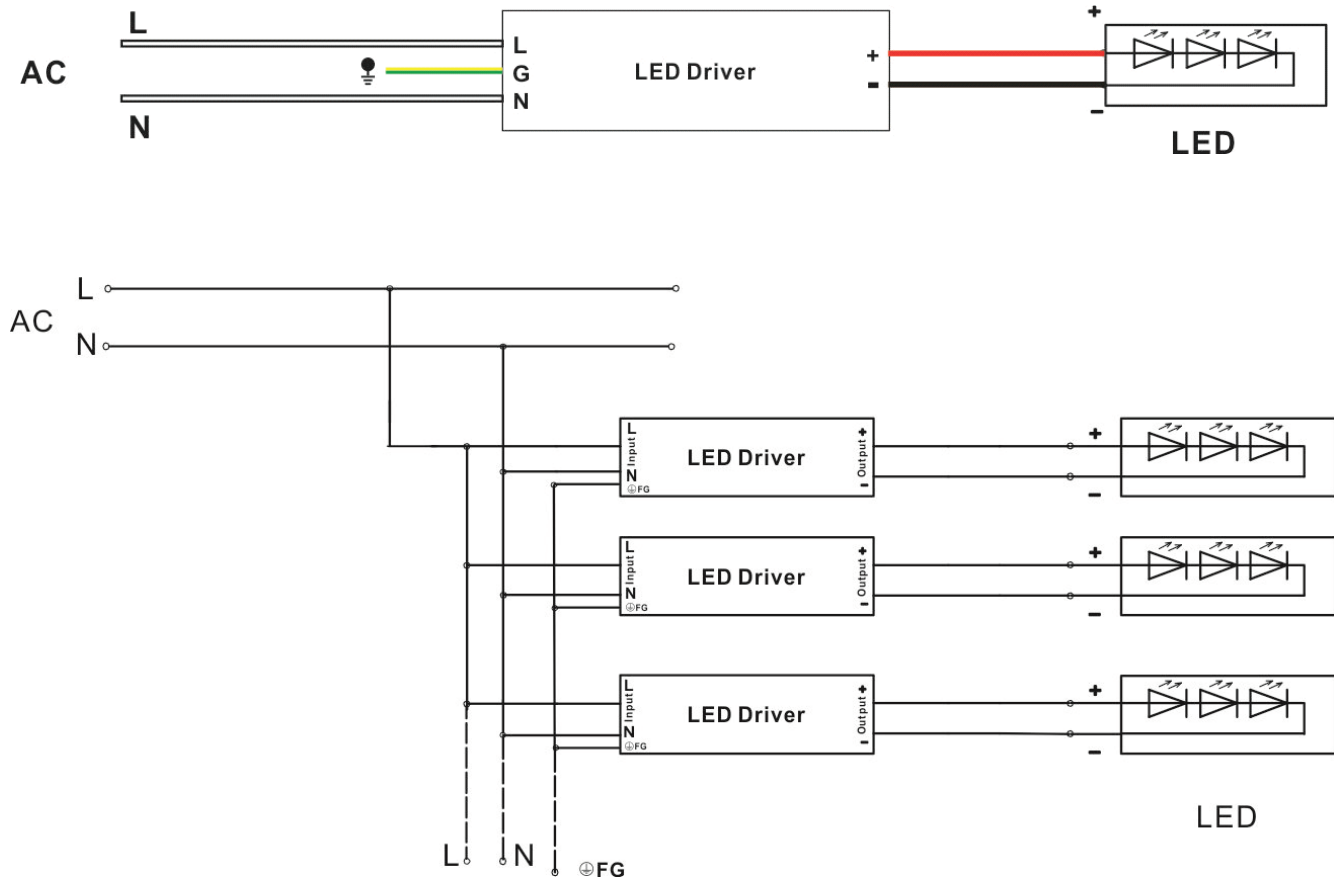 L
AC
N
L
G
N
LED Driver
+
-
+
-
LED
L
AC
N
L
Input
N
⏚FG
LED Driver
+
Output
-
+
-
L
Input
N
⏚FG
LED Driver
+
Output
-
+
-
L
Input
N
⏚FG
LED Driver
+
Output
-
+
-
LED
L
N
⏚FG